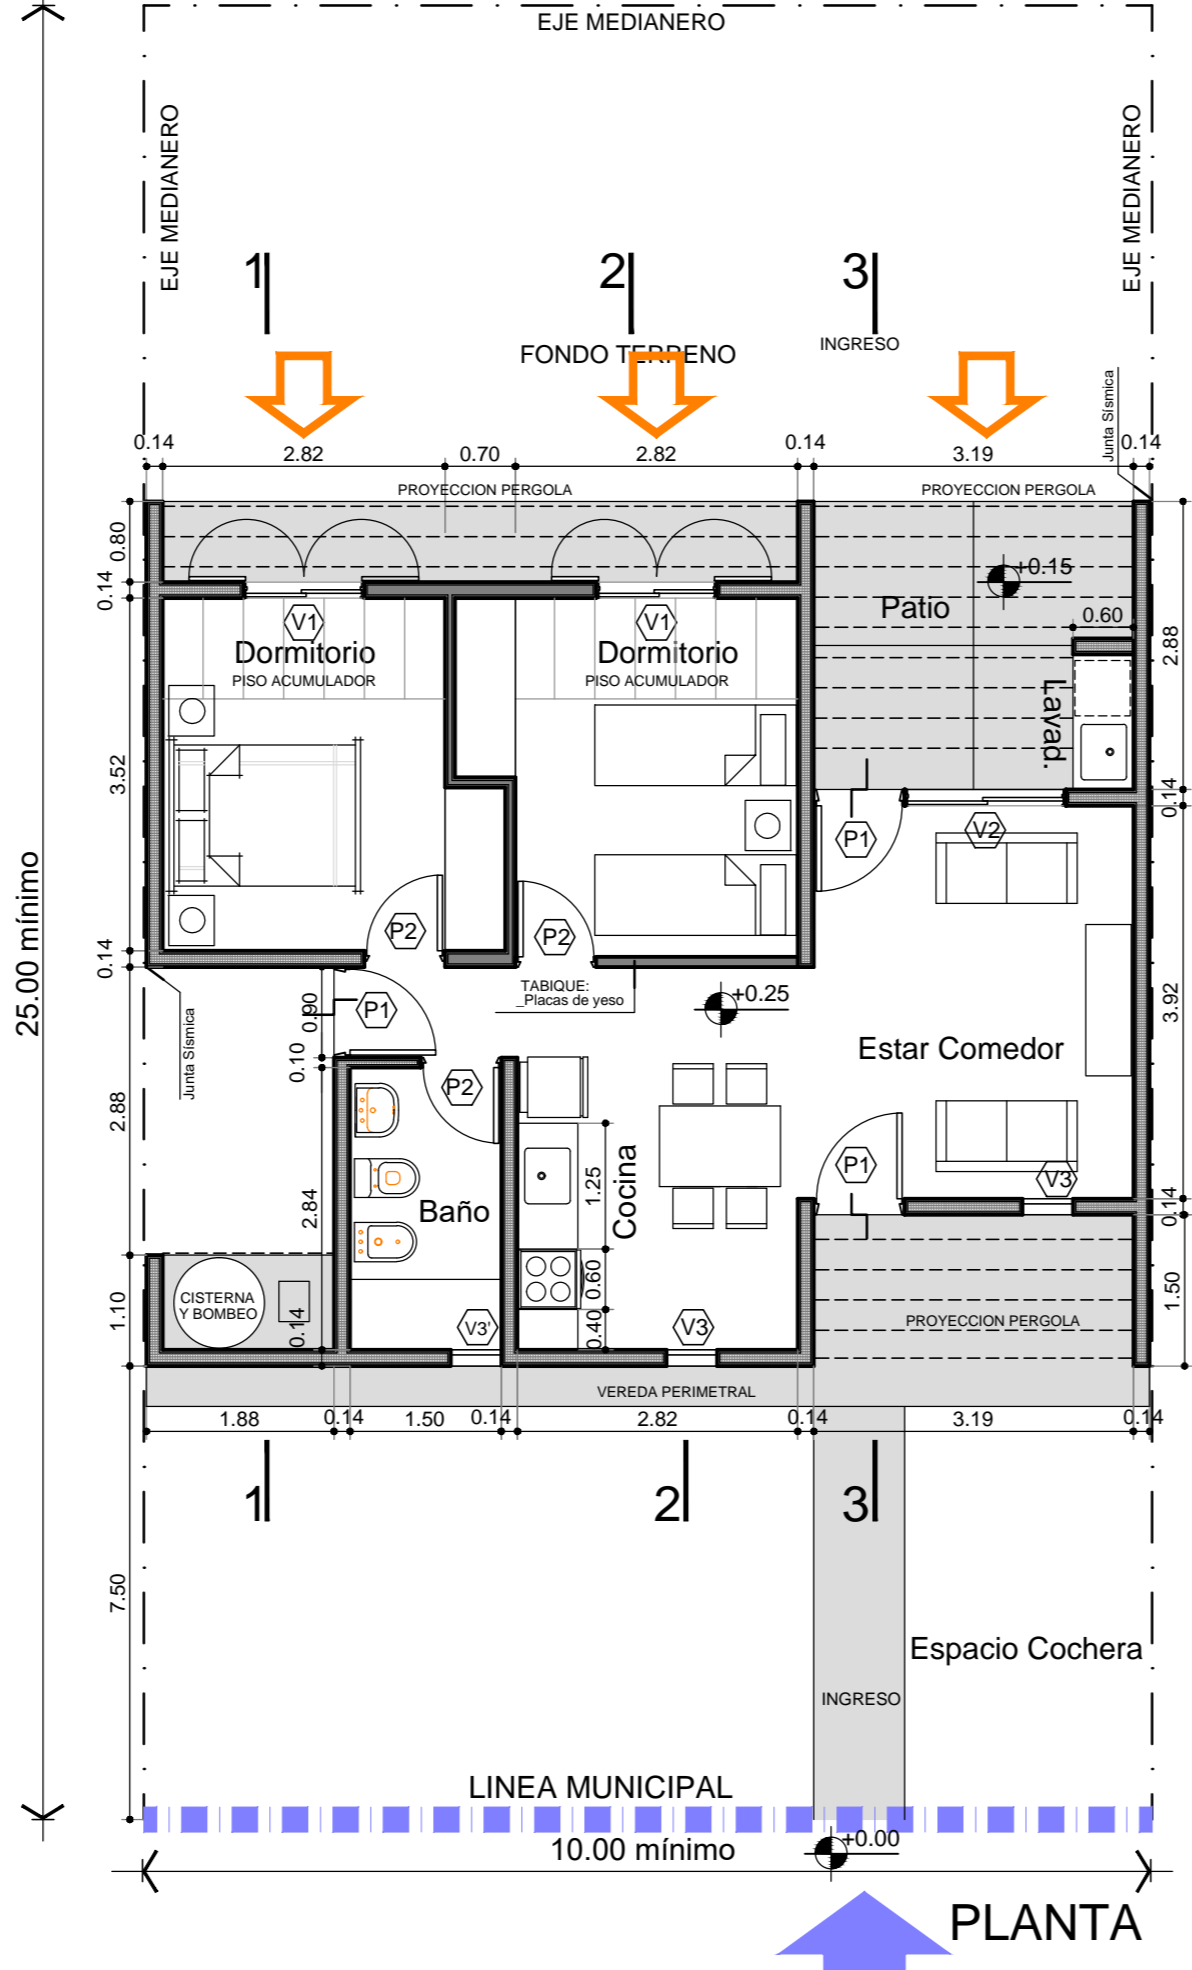 EJE MEDIANERO
EJE MEDIANERO
EJE MEDIANERO
1
2
3
INGRESO
FONDO TERRENO
Junta Sísmica
0.14
2.82
0.70
2.82
0.14
3.19
0.14
PROYECCION PERGOLA
PROYECCION PERGOLA
0.80
0.14
+0.15
Patio
0.60
V1
V1
Dormitorio
Dormitorio
PISO ACUMULADOR
PISO ACUMULADOR
2.88
Lavad.
3.52
0.14
P1
V2
25.00 mínimo
P2
P2
0.14
TABIQUE:
_Placas de yeso
+0.25
0.90
P1
3.92
Junta Sísmica
Estar Comedor
0.10
P2
2.88
Cocina
1.25
P1
V3
2.84
Baño
0.14
CISTERNA
Y BOMBEO
0.60
1.10
0.14
0.40
V3'
V3
PROYECCION PERGOLA
1.50
VEREDA PERIMETRAL
1.88
0.14
1.50
0.14
2.82
0.14
3.19
0.14
1
2
3
7.50
Espacio Cochera
INGRESO
LINEA MUNICIPAL
10.00 mínimo
+0.00
PLANTA